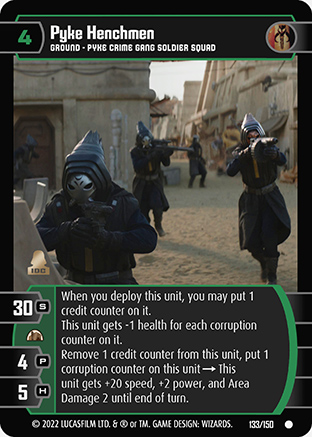 4
Pyke Henchmen
GROUND - PYKE CRIME GANG SOLDIER SQUAD
IDC
30 S
When you deploy this unit, you may put 1
credit counter on it.
This unit gets -1 health for each corruption
counter on it.
4 P
Remove 1 credit counter from this unit, put 1
corruption counter on this unit → This
5 H
unit gets +20 speed, +2 power, and Area
Damage 2 until end of turn.
© 2022 LUCASFILM LTD. & ® or TM. GAME DESIGN: WIZARDS.
133/150